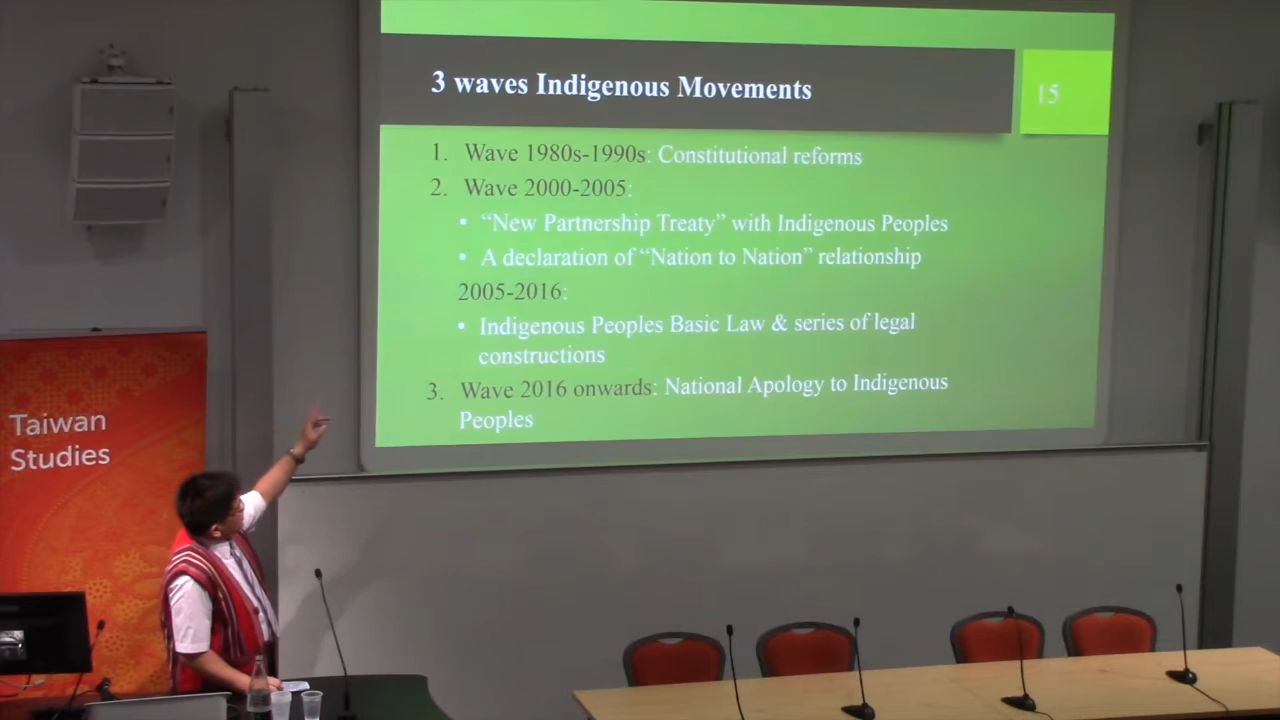 3 waves Indigenous Movements
15
1. Wave 1980s-1990s: Constitutional reforms
2. Wave 2000-2005:
• “New Partnership Treaty” with Indigenous Peoples
• A declaration of “Nation to Nation” relationship
2005-2016:
• Indigenous Peoples Basic Law & series of legal
constructions
3. Wave 2016 onwards: National Apology to Indigenous
Peoples
Taiwan
Studies